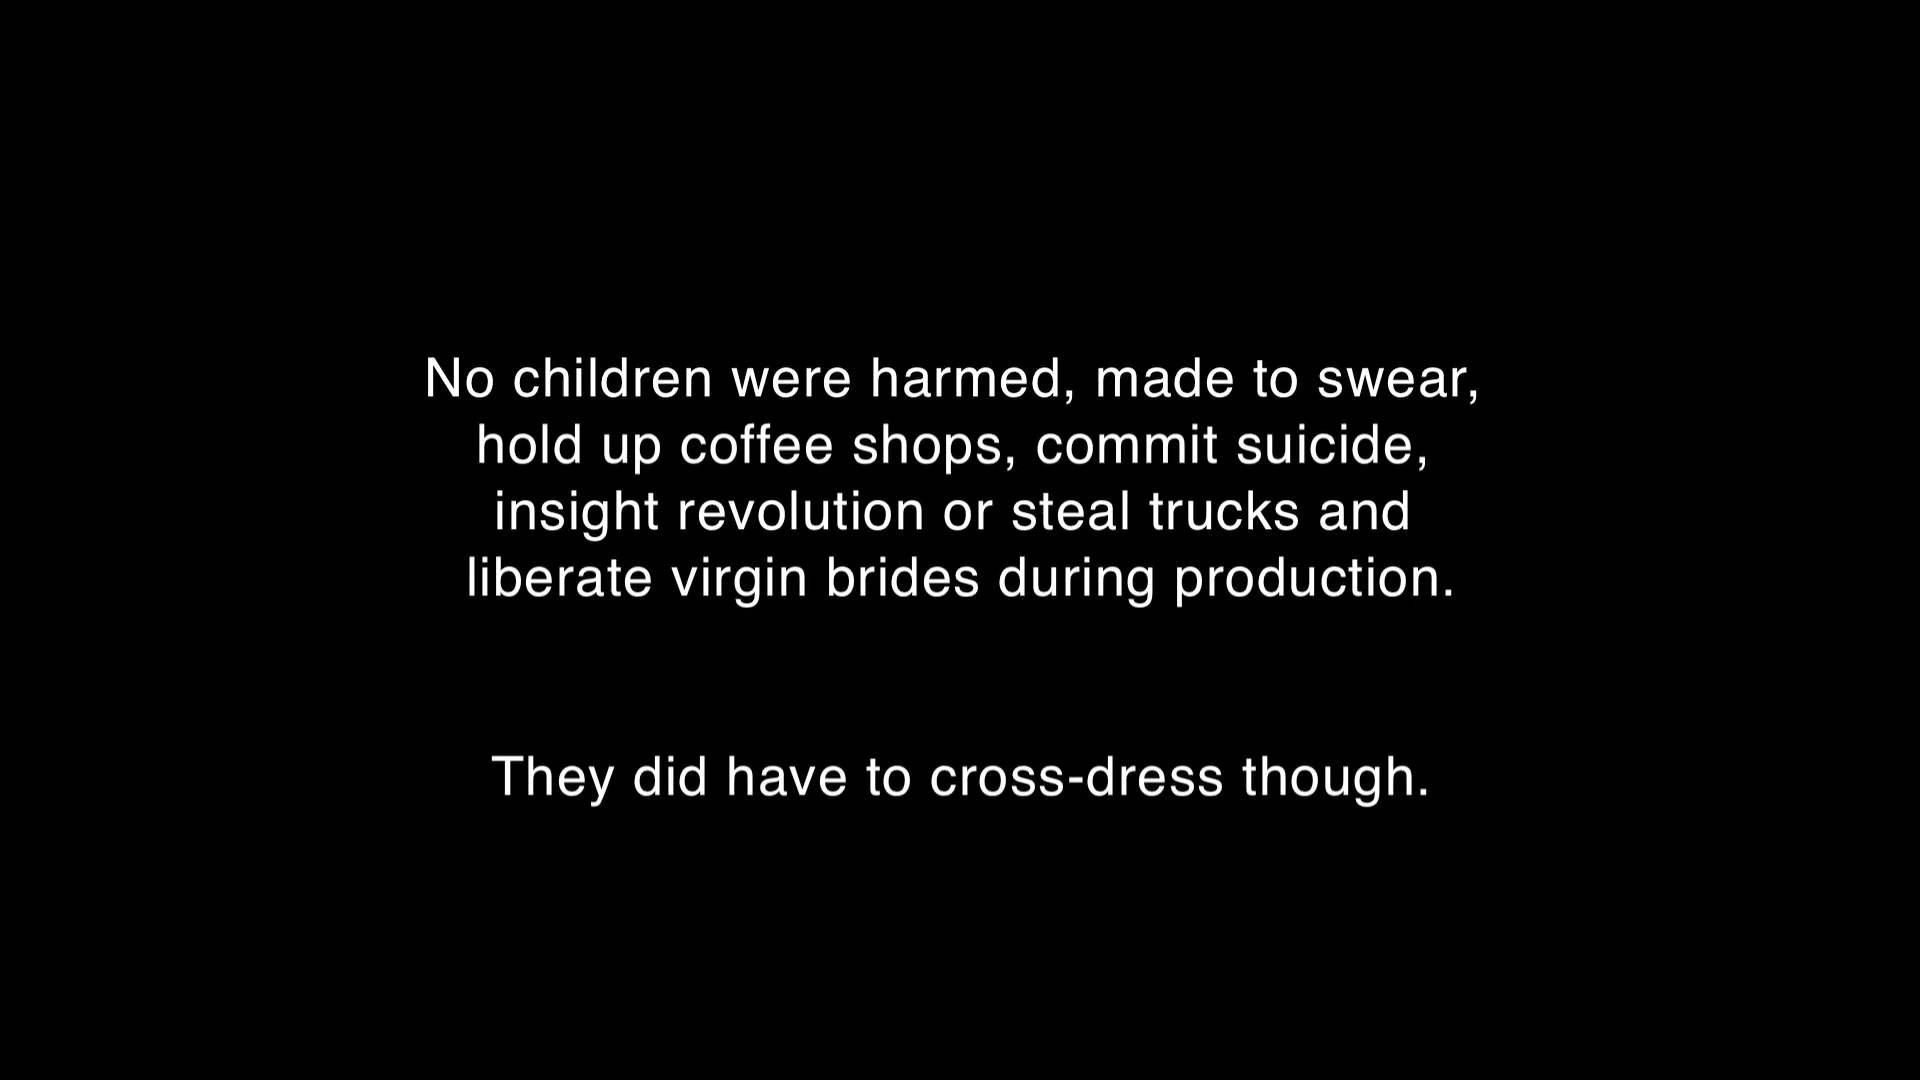 No children were harmed, made to swear,
hold up coffee shops, commit suicide,
insight revolution or steal trucks and
liberate virgin brides during production.
They did have to cross-dress though.